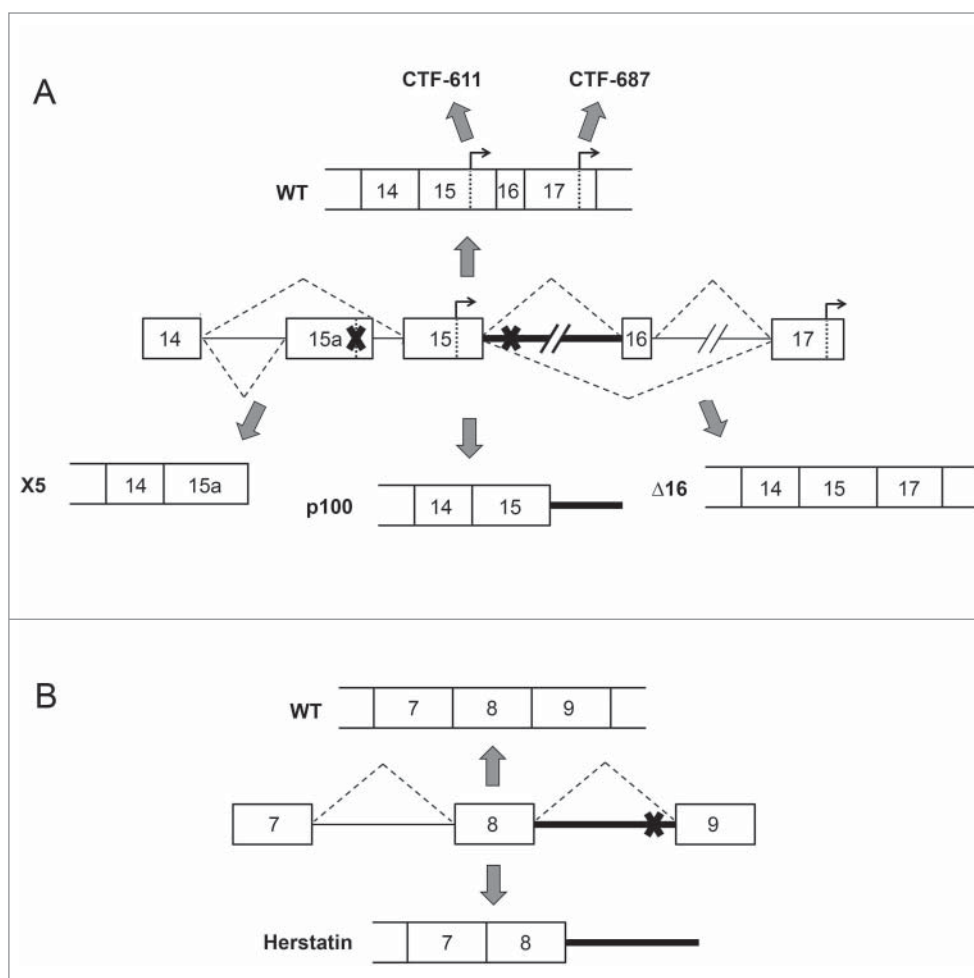 A
CTF-611 CTF-687
WT 14 15 16 17
14 15a 15 16 17
X5 14 15a
p100 14 15
Δ16 14 15 17
B
WT 7 8 9
7 8 9
Herstatin 7 8